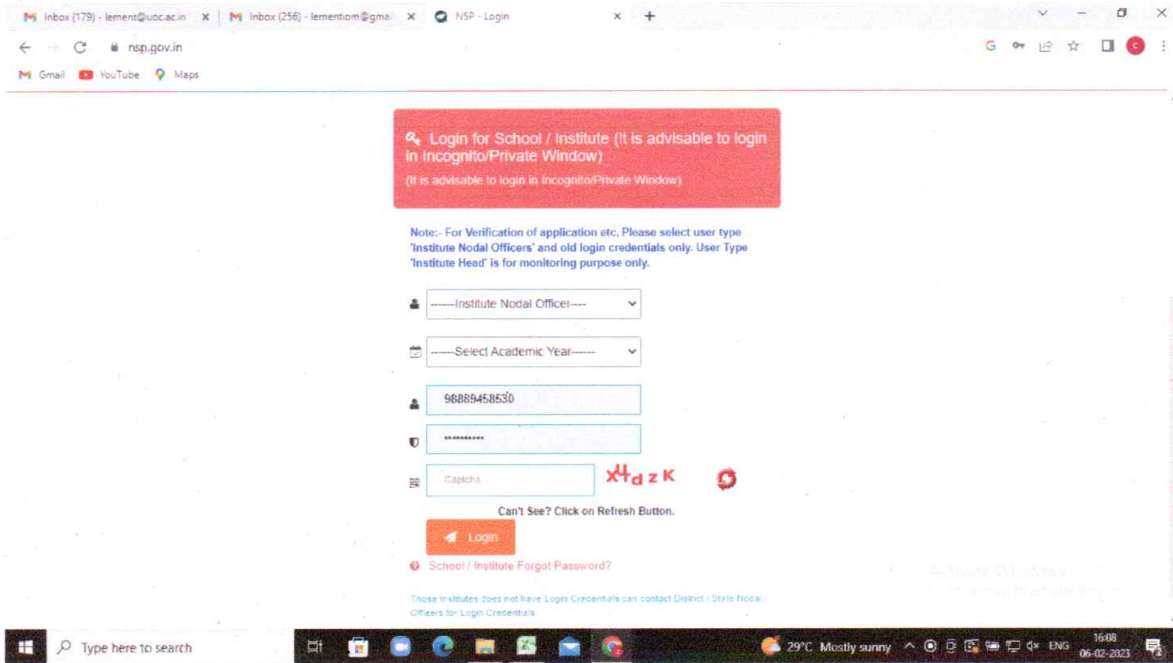 Inbox (179) - lement@uoc.ac.in
Inbox (256) - lementiom@gmai
NSP - Login
nsp.gov.in
Gmail YouTube Maps
Login for School / Institute (It is advisable to login
in Incognito/Private Window)
(It is advisable to login in Incognito/Private Window)
Note:- For Verification of application etc, Please select user type
'Institute Nodal Officers' and old login credentials only. User Type
'Institute Head' is for monitoring purpose only.
------Institute Nodal Officer----
------Select Academic Year------
98889458530
**********
Captcha
x4dzK
Can't See? Click on Refresh Button.
Login
School / Institute Forgot Password?
Those Institutes does not have Login Credentials can contact District / State Nodal
Officers for Login Credentials.
Activate Windows
Type here to search
29°C Mostly sunny
ENG
16:08
06-02-2023